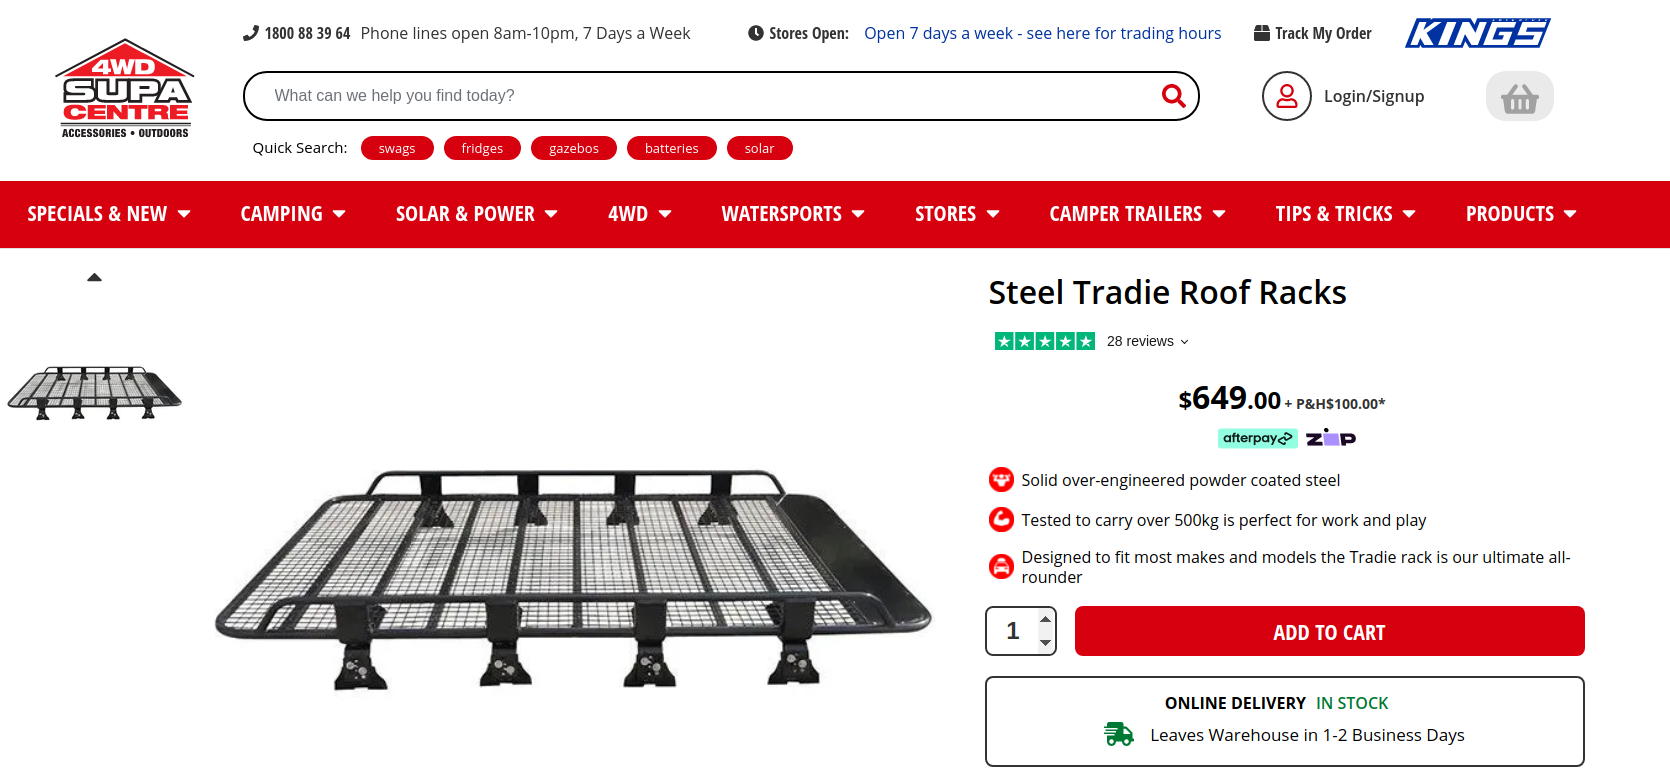 1800 88 39 64 Phone lines open 8am-10pm, 7 Days a Week Stores Open: Open 7 days a week - see here for trading hours Track My Order KINGS
4WD
SUPA
CENTRE
ACCESSORIES • OUTDOORS
What can we help you find today?
Login/Signup
Quick Search: swags fridges gazebos batteries solar
SPECIALS & NEW CAMPING SOLAR & POWER 4WD WATERSPORTS STORES CAMPER TRAILERS TIPS & TRICKS PRODUCTS
Steel Tradie Roof Racks
28 reviews
$649.00 + P&H$100.00*
afterpay zip
Solid over-engineered powder coated steel
Tested to carry over 500kg is perfect for work and play
Designed to fit most makes and models the Tradie rack is our ultimate all-
rounder
1 ADD TO CART
ONLINE DELIVERY IN STOCK
Leaves Warehouse in 1-2 Business Days